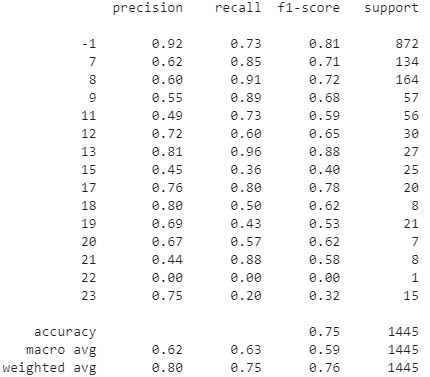 precision recall f1-score support
-1 0.92 0.73 0.81 872
7 0.62 0.85 0.71 134
8 0.60 0.91 0.72 164
9 0.55 0.89 0.68 57
11 0.49 0.73 0.59 56
12 0.72 0.60 0.65 30
13 0.81 0.96 0.88 27
15 0.45 0.36 0.40 25
17 0.76 0.80 0.78 20
18 0.80 0.50 0.62 8
19 0.69 0.43 0.53 21
20 0.67 0.57 0.62 7
21 0.44 0.88 0.58 8
22 0.00 0.00 0.00 1
23 0.75 0.20 0.32 15
accuracy 0.75 1445
macro avg 0.62 0.63 0.59 1445
weighted avg 0.80 0.75 0.76 1445